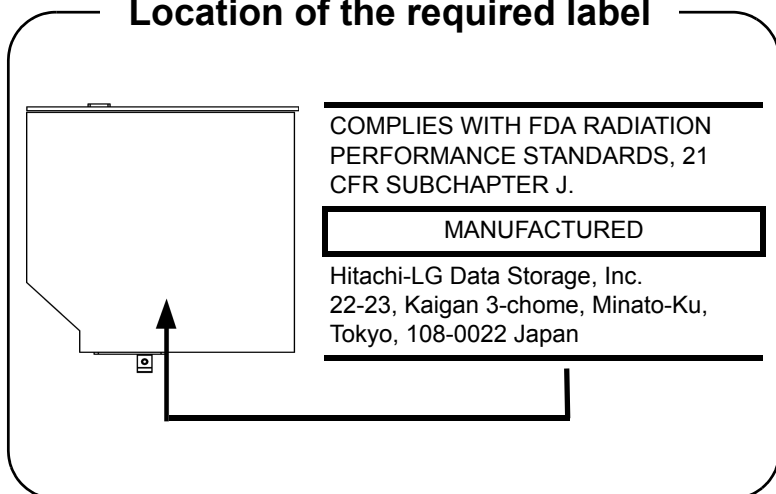 Location of the required label
COMPLIES WITH FDA RADIATION
PERFORMANCE STANDARDS, 21
CFR SUBCHAPTER J.
MANUFACTURED
Hitachi-LG Data Storage, Inc.
22-23, Kaigan 3-chome, Minato-Ku,
Tokyo, 108-0022 Japan